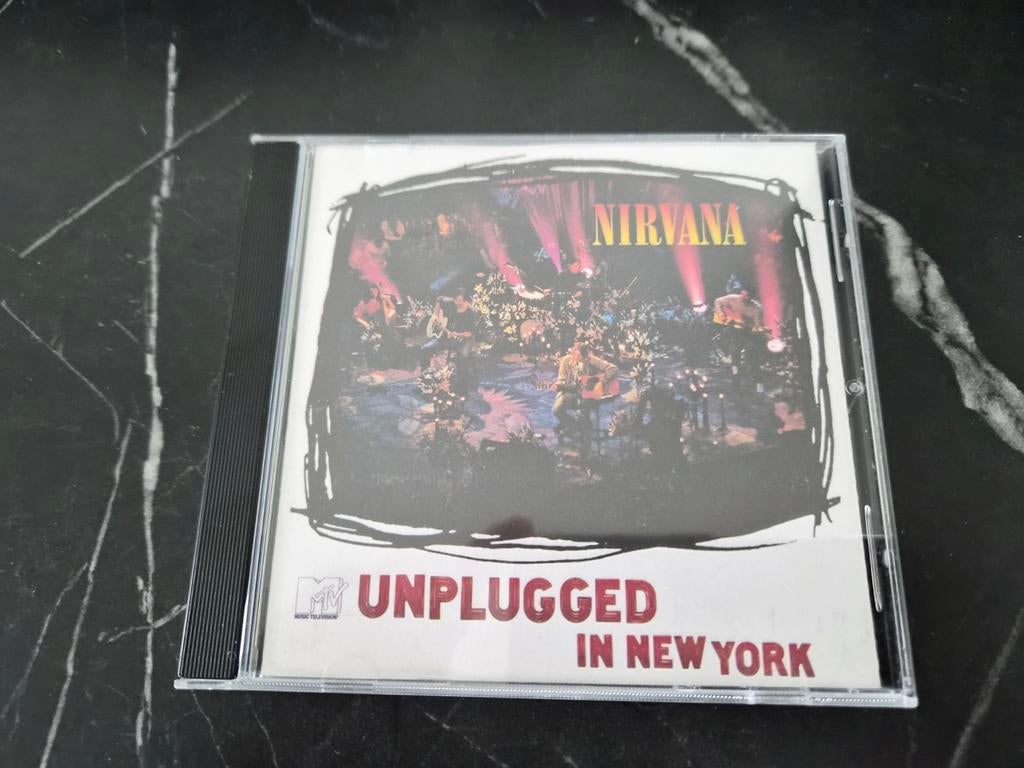 NIRVANA
MTV
MUSIC TELEVISION®
UNPLUGGED
IN NEW YORK